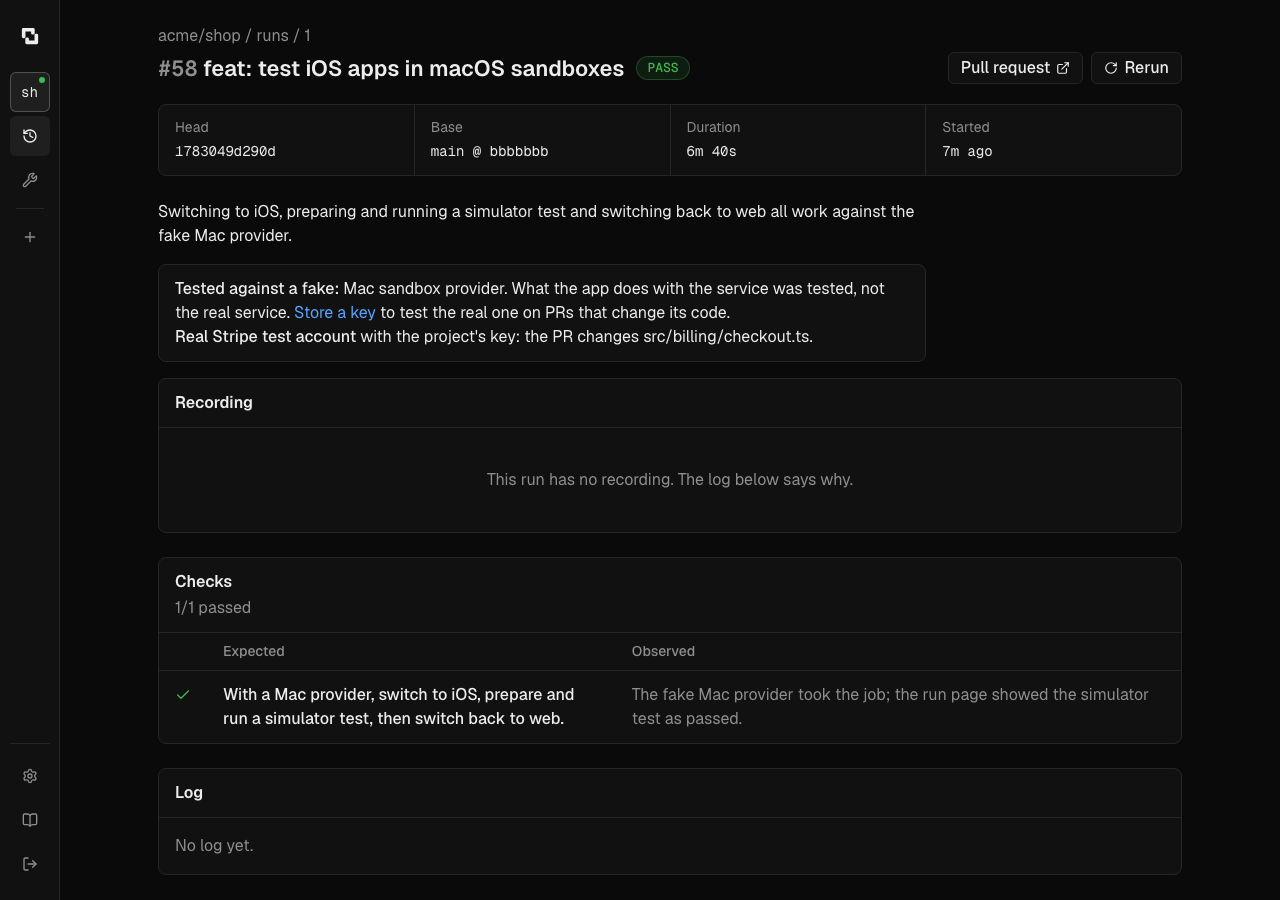 acme/shop / runs / 1
sh
#58 feat: test iOS apps in macOS sandboxes
PASS
Pull request
Rerun
Head
1783049d290d
Base
main @ bbbbbbb
Duration
6m 40s
Started
7m ago
Switching to iOS, preparing and running a simulator test and switching back to web all work against the
fake Mac provider.
Tested against a fake: Mac sandbox provider. What the app does with the service was tested, not
the real service. Store a key to test the real one on PRs that change its code.
Real Stripe test account with the project's key: the PR changes src/billing/checkout.ts.
Recording
This run has no recording. The log below says why.
Checks
1/1 passed
Expected
Observed
With a Mac provider, switch to iOS, prepare and
run a simulator test, then switch back to web.
The fake Mac provider took the job; the run page showed the simulator
test as passed.
Log
No log yet.